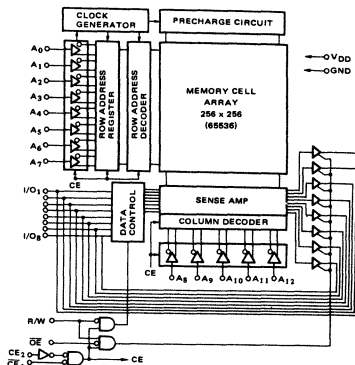 CLOCK
GENERATOR
PRECHARGE CIRCUIT
VDD
GND
A0
A1
A2
A3
A4
A5
A6
A7
ROW ADDRESS
REGISTER
ROW ADDRESS
DECODER
MEMORY CELL
ARRAY
256 x 256
(65536)
CE
I/O1
I/O8
DATA
CONTROL
SENSE AMP
COLUMN DECODER
CE
A8 A9 A10 A11 A12
R/W
OE
CE2
CE